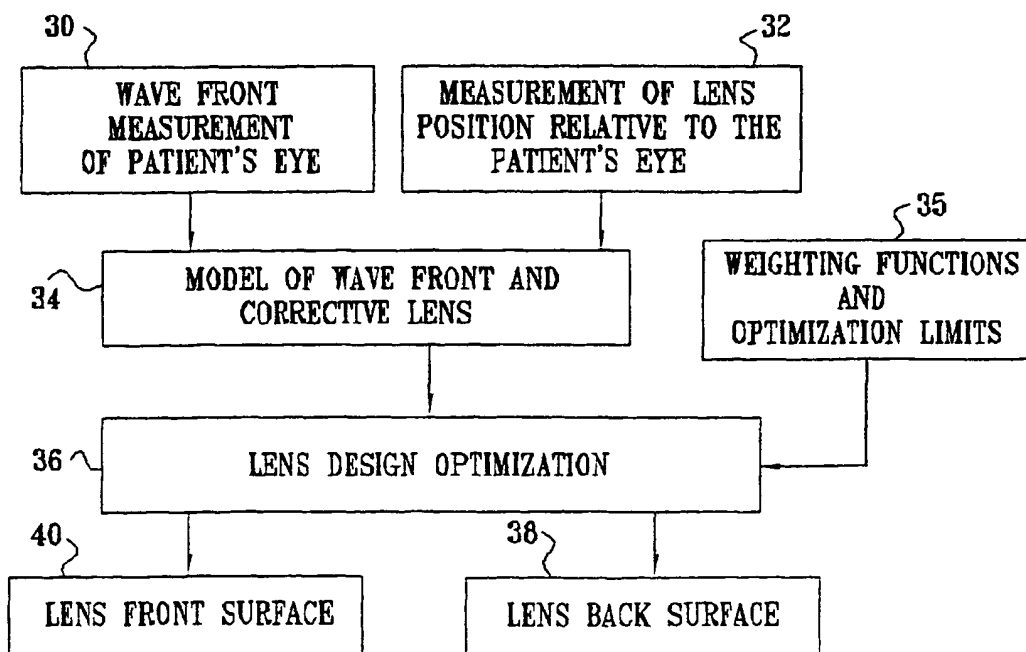 30
32
WAVE FRONT
MEASUREMENT
OF PATIENT'S EYE
MEASUREMENT OF LENS
POSITION RELATIVE TO THE
PATIENT'S EYE
35
34
MODEL OF WAVE FRONT AND
CORRECTIVE LENS
WEIGHTING FUNCTIONS
AND
OPTIMIZATION LIMITS
36
LENS DESIGN OPTIMIZATION
40
38
LENS FRONT SURFACE
LENS BACK SURFACE